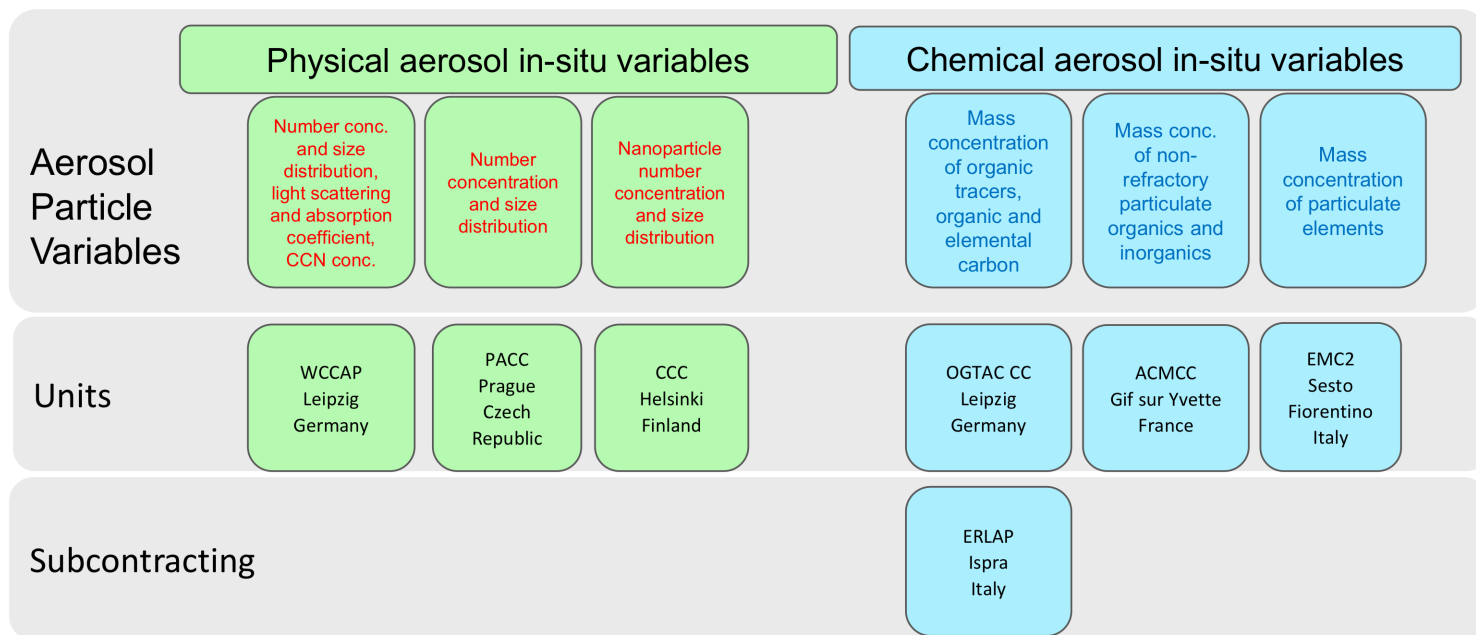 Physical aerosol in-situ variables
Chemical aerosol in-situ variables
Aerosol
Particle
Variables
Number conc.
and size
distribution,
light scattering
and absorption
coefficient,
CCN conc.
Number
concentration
and size
distribution
Nanoparticle
number
concentration
and size
distribution
Mass
concentration
of organic
tracers,
organic and
elemental
carbon
Mass conc.
of non-
refractory
particulate
organics and
inorganics
Mass
concentration
of particulate
elements
Units
WCCAP
Leipzig
Germany
PACC
Prague
Czech
Republic
CCC
Helsinki
Finland
OGTAC CC
Leipzig
Germany
ACMCC
Gif sur Yvette
France
EMC2
Sesto
Fiorentino
Italy
Subcontracting
ERLAP
Ispra
Italy